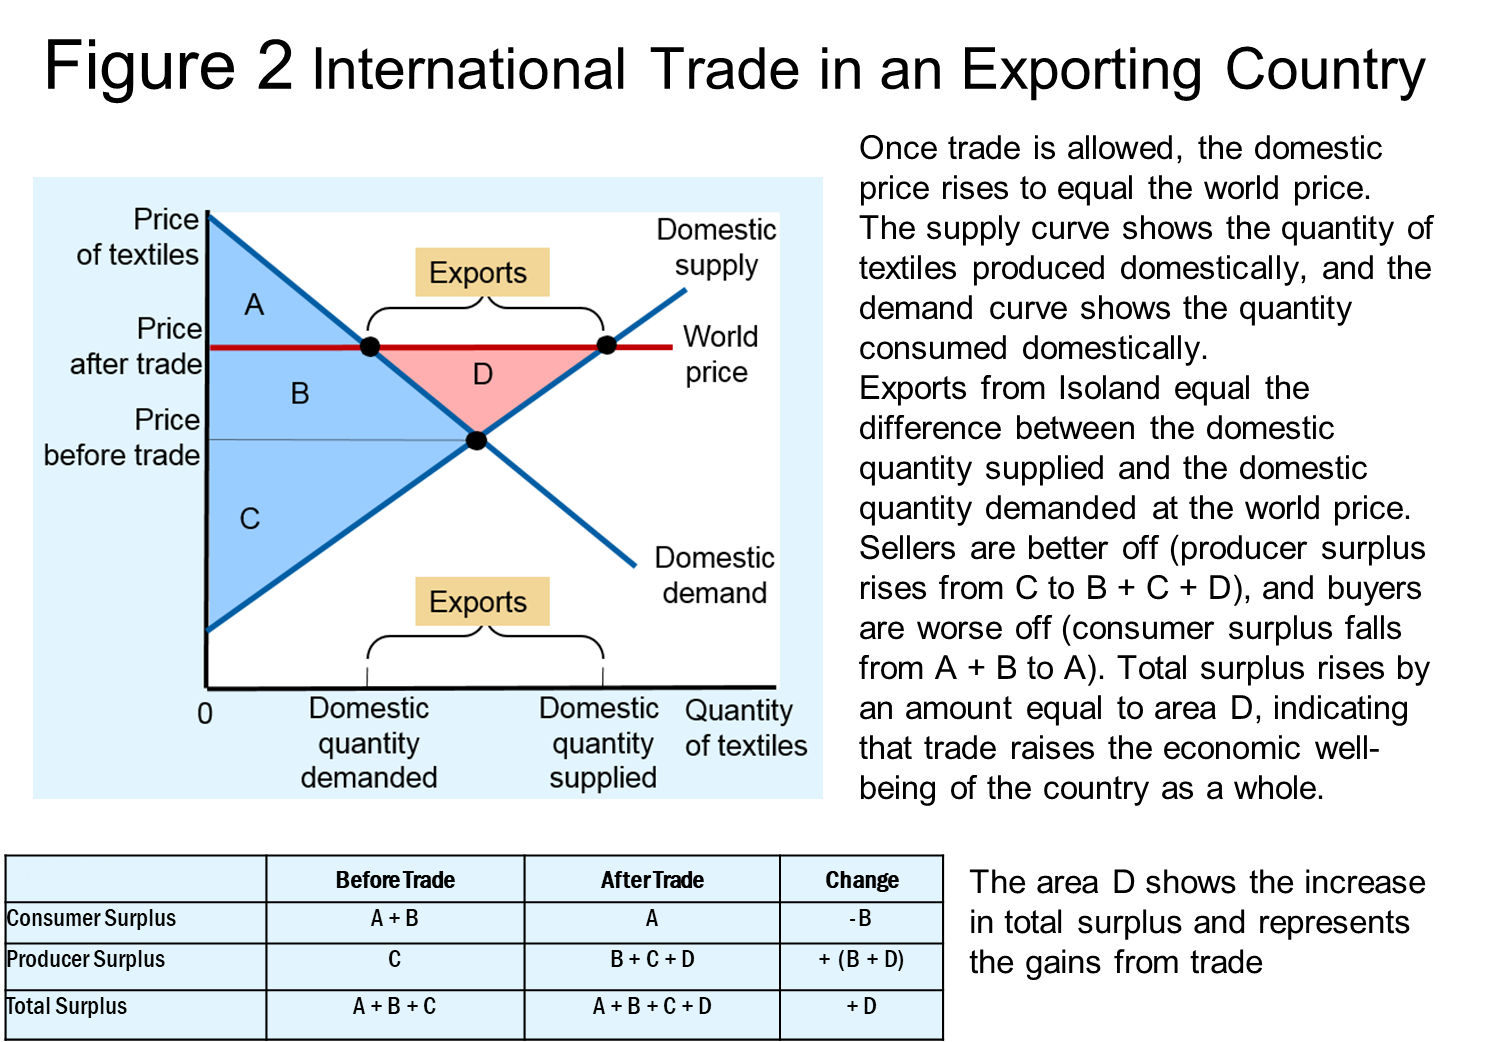 Figure 2 International Trade in an Exporting Country
Price
of textiles
Price
after trade
Price
before trade
A
B
C
D
Exports
Domestic
supply
World
price
Domestic
demand
Exports
0
Domestic
quantity
demanded
Domestic
quantity
supplied
Quantity
of textiles
Once trade is allowed, the domestic
price rises to equal the world price.
The supply curve shows the quantity of
textiles produced domestically, and the
demand curve shows the quantity
consumed domestically.
Exports from Isoland equal the
difference between the domestic
quantity supplied and the domestic
quantity demanded at the world price.
Sellers are better off (producer surplus
rises from C to B + C + D), and buyers
are worse off (consumer surplus falls
from A + B to A). Total surplus rises by
an amount equal to area D, indicating
that trade raises the economic well-
being of the country as a whole.
Before Trade After Trade Change
Consumer Surplus A + B A - B
Producer Surplus C B + C + D + (B + D)
Total Surplus A + B + C A + B + C + D + D
The area D shows the increase
in total surplus and represents
the gains from trade